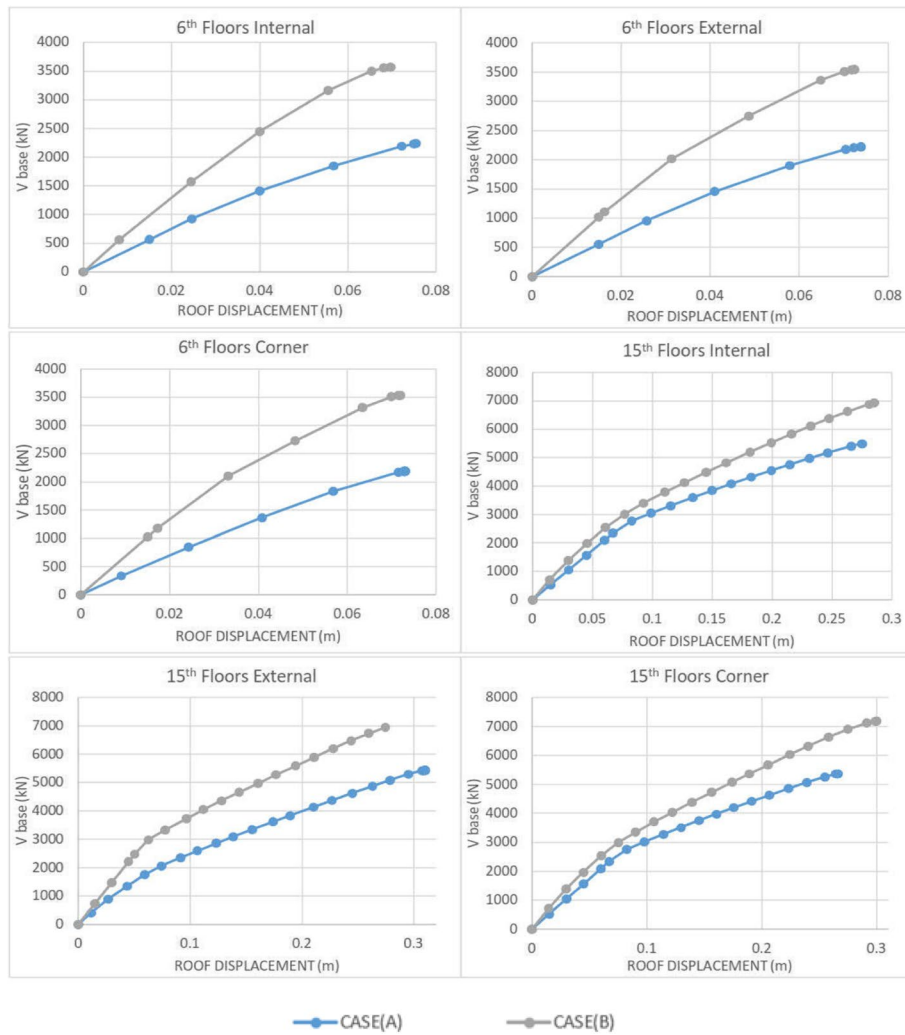 6th Floors Internal
4000
3500
3000
2500
2000
1500
1000
500
0
V base (kN)
0 0.02 0.04 0.06 0.08
ROOF DISPLACEMENT (m)
6th Floors External
4000
3500
3000
2500
2000
1500
1000
500
0
V base (kN)
0 0.02 0.04 0.06 0.08
ROOF DISPLACEMENT (m)
6th Floors Corner
4000
3500
3000
2500
2000
1500
1000
500
0
V base (kN)
0 0.02 0.04 0.06 0.08
ROOF DISPLACEMENT (m)
15th Floors Internal
8000
7000
6000
5000
4000
3000
2000
1000
0
V base (kN)
0 0.05 0.1 0.15 0.2 0.25 0.3
ROOF DISPLACEMENT (m)
15th Floors External
8000
7000
6000
5000
4000
3000
2000
1000
0
V base (kN)
0 0.1 0.2 0.3
ROOF DISPLACEMENT (m)
15th Floors Corner
8000
7000
6000
5000
4000
3000
2000
1000
0
V base (kN)
0 0.1 0.2 0.3
ROOF DISPLACEMENT (m)
CASE(A) CASE(B)